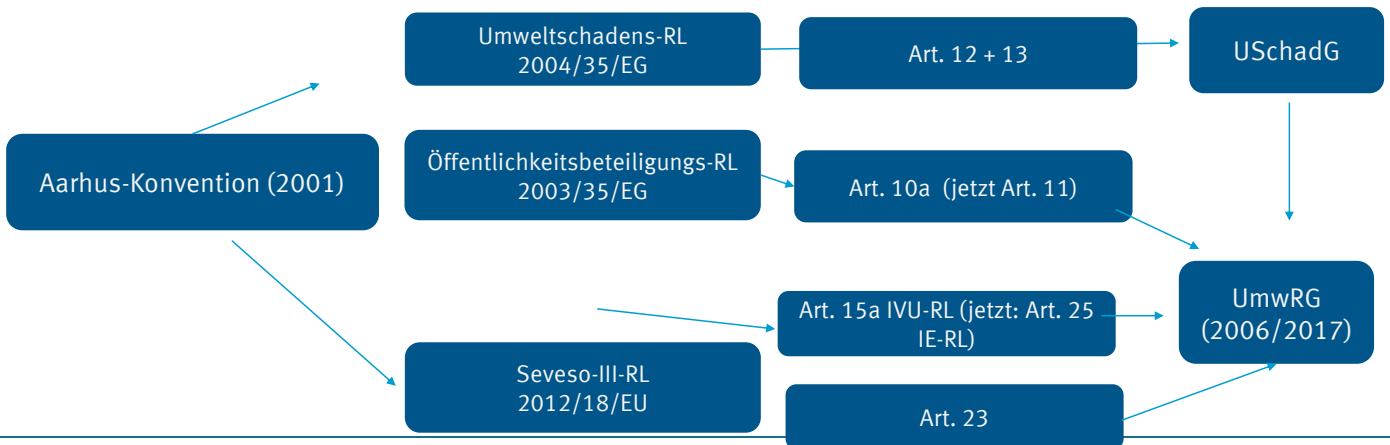 Umweltschadens-RL
2004/35/EG
Art. 12 + 13
USchadG
Aarhus-Konvention (2001)
Öffentlichkeitsbeteiligungs-RL
2003/35/EG
Art. 10a  (jetzt Art. 11)
Art. 15a IVU-RL (jetzt: Art. 25
IE-RL)
UmwRG
(2006/2017)
Seveso-III-RL
2012/18/EU
Art. 23